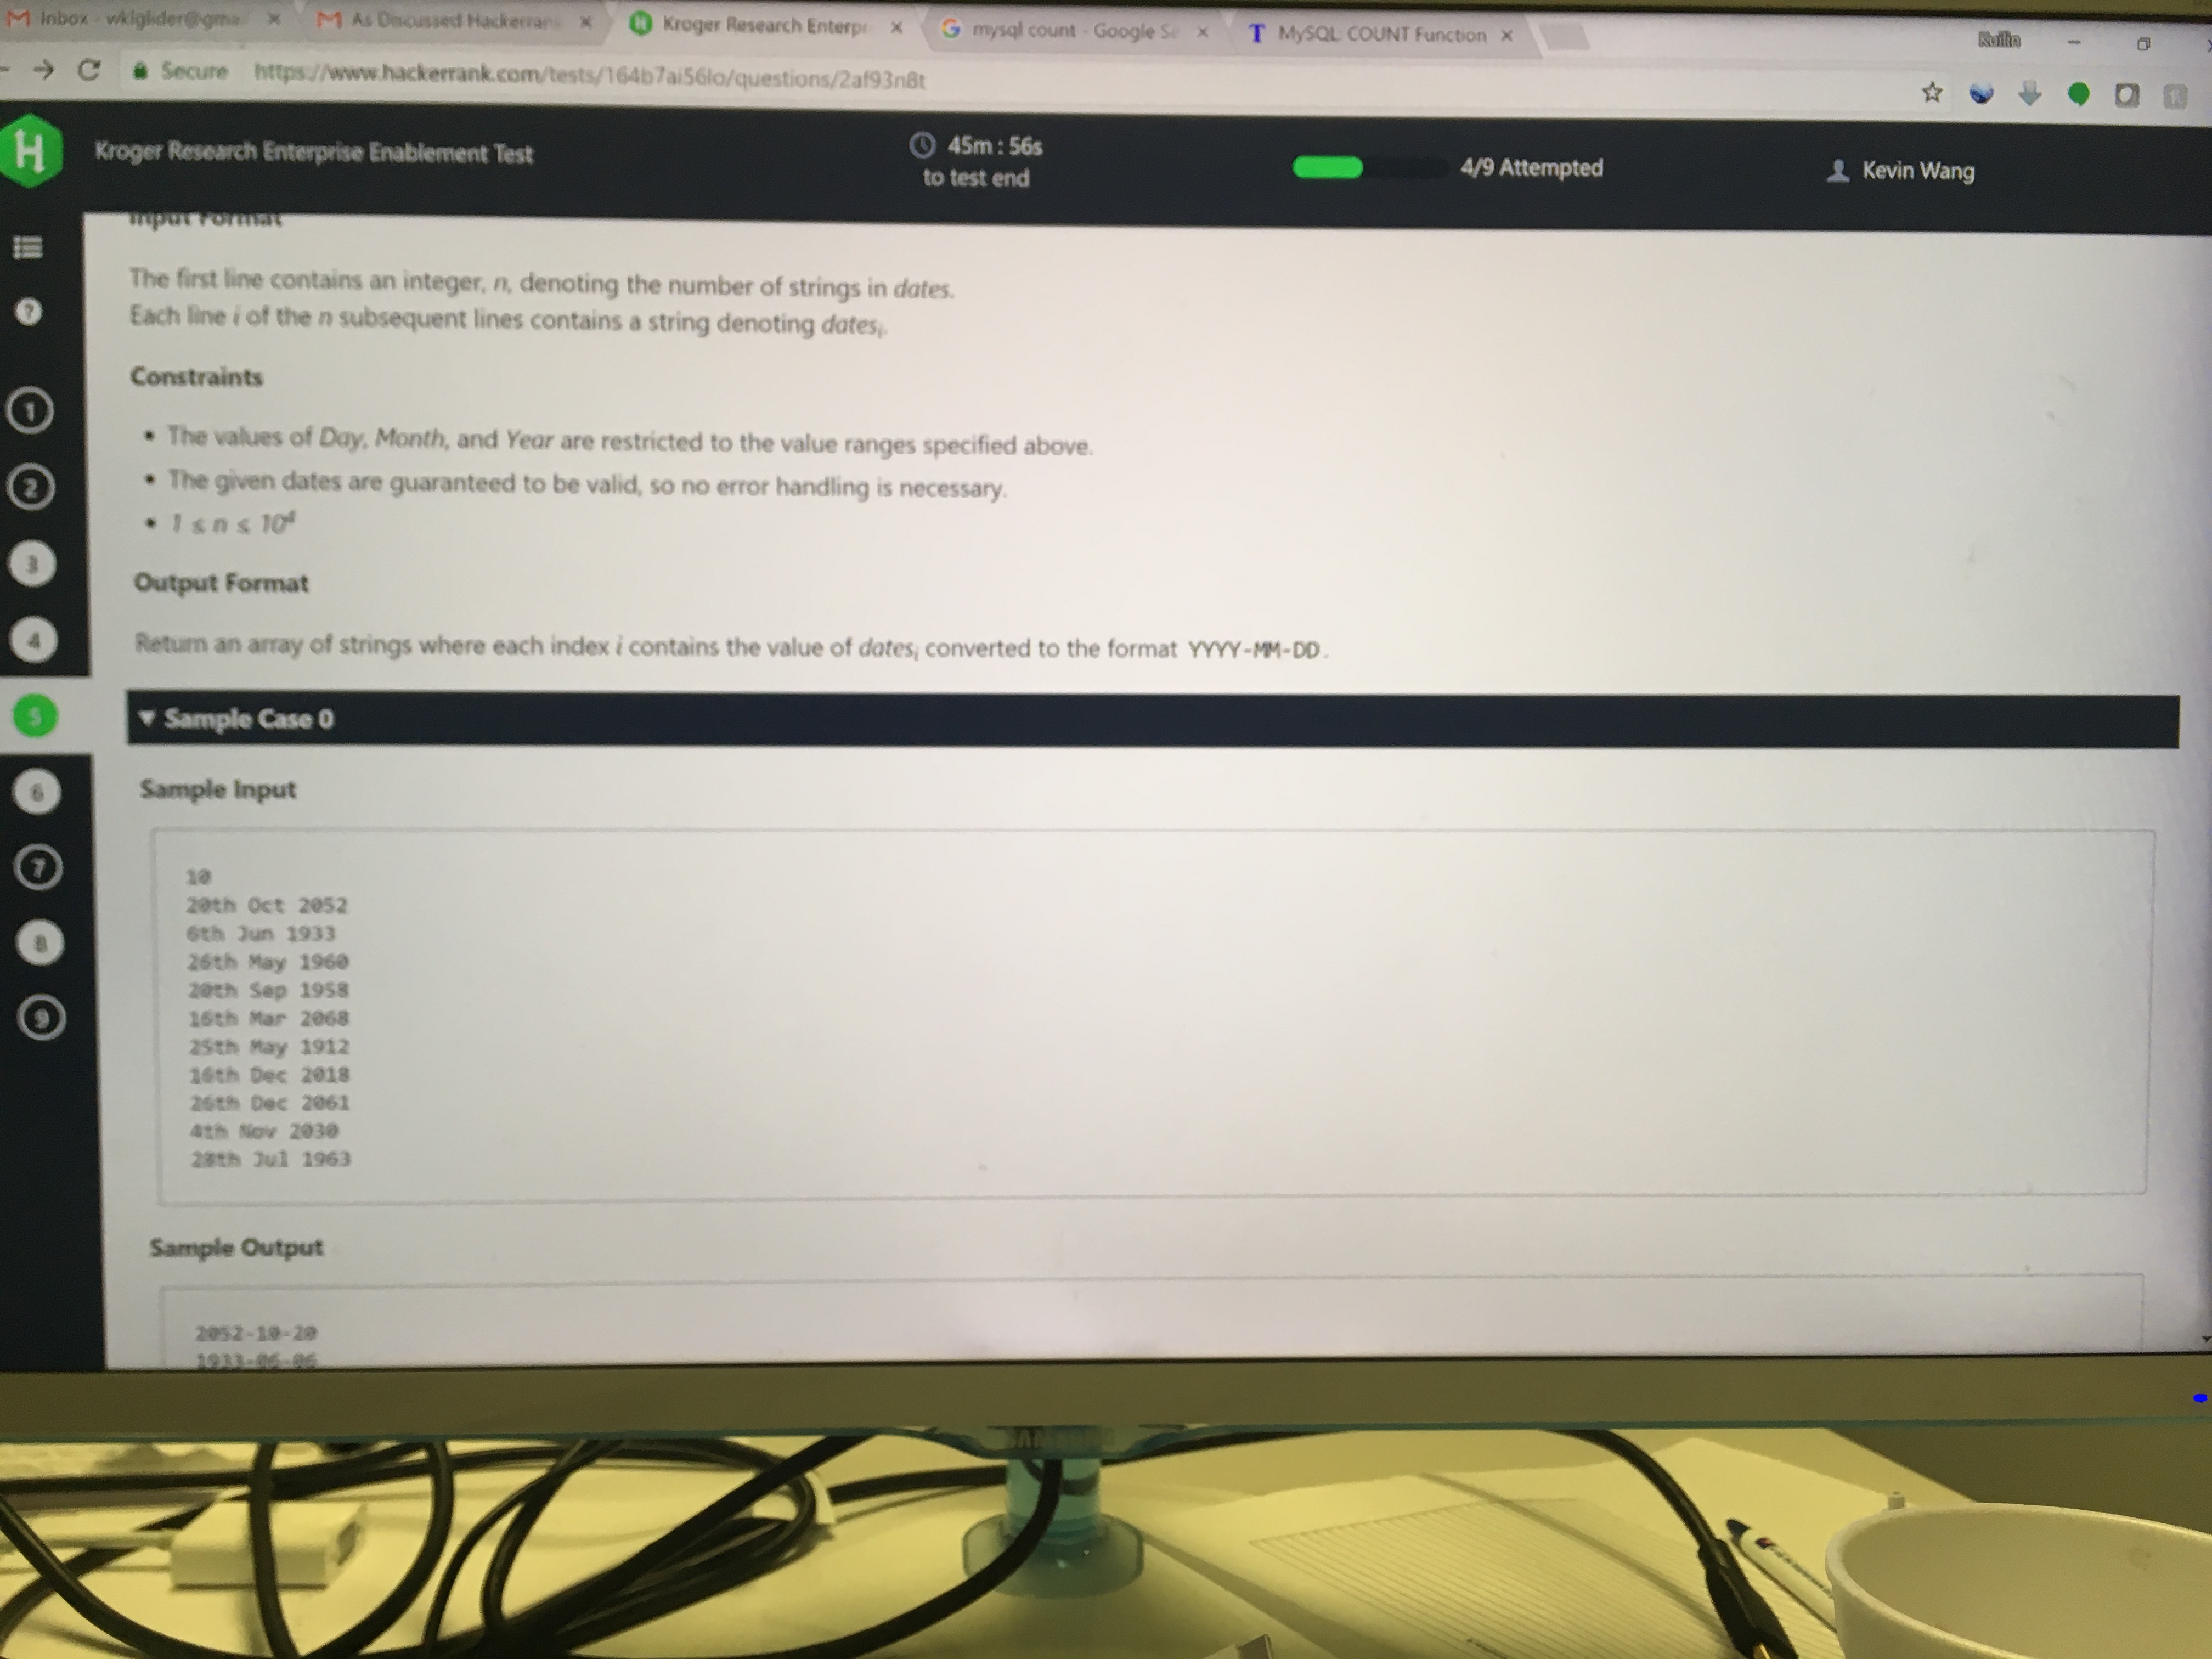 Inbox - wklglider@gma
As Discussed Hackerran
Kroger Research Enterpr
mysql count - Google Se
MySQL: COUNT Function
Secure https://www.hackerrank.com/tests/164b7ai56lo/questions/2af93n8t
Kroger Research Enterprise Enablement Test
45m : 56s
to test end
4/9 Attempted
Kevin Wang
Input Format
The first line contains an integer, n, denoting the number of strings in dates.
Each line i of the n subsequent lines contains a string denoting datesi.
Constraints
• The values of Day, Month, and Year are restricted to the value ranges specified above.
• The given dates are guaranteed to be valid, so no error handling is necessary.
• 1 ≤ n ≤ 10⁴
Output Format
Return an array of strings where each index i contains the value of datesi converted to the format YYYY-MM-DD.
▼ Sample Case 0
Sample Input
10
20th Oct 2052
6th Jun 1933
26th May 1960
20th Sep 1958
16th Mar 2068
25th May 1912
16th Dec 2018
26th Dec 2061
4th Nov 2030
28th Jul 1963
Sample Output
2052-10-20
1933-06-06
1
2
3
4
5
6
7
8
9
SAMSUNG